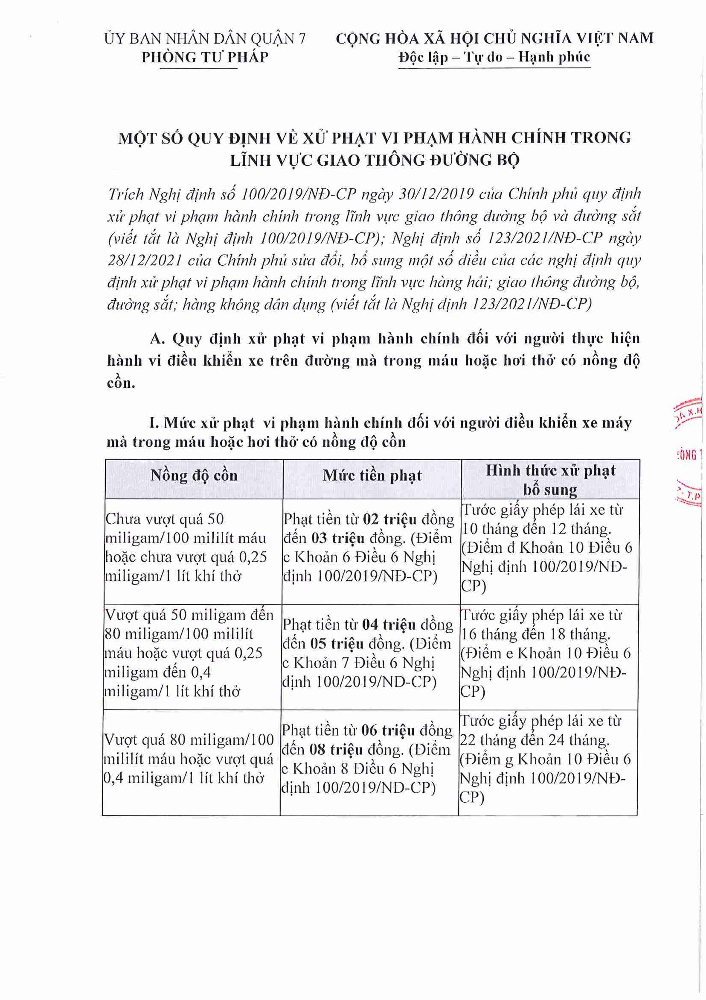 ỦY BAN NHÂN DÂN QUẬN 7
PHÒNG TƯ PHÁP
CỘNG HÒA XÃ HỘI CHỦ NGHĨA VIỆT NAM
Độc lập – Tự do – Hạnh phúc
MỘT SỐ QUY ĐỊNH VỀ XỬ PHẠT VI PHẠM HÀNH CHÍNH TRONG
LĨNH VỰC GIAO THÔNG ĐƯỜNG BỘ
Trích Nghị định số 100/2019/NĐ-CP ngày 30/12/2019 của Chính phủ quy định
xử phạt vi phạm hành chính trong lĩnh vực giao thông đường bộ và đường sắt
(viết tắt là Nghị định 100/2019/NĐ-CP); Nghị định số 123/2021/NĐ-CP ngày
28/12/2021 của Chính phủ sửa đổi, bổ sung một số điều của các nghị định quy
định xử phạt vi phạm hành chính trong lĩnh vực hàng hải; giao thông đường bộ,
đường sắt; hàng không dân dụng (viết tắt là Nghị định 123/2021/NĐ-CP)
A. Quy định xử phạt vi phạm hành chính đối với người thực hiện
hành vi điều khiển xe trên đường mà trong máu hoặc hơi thở có nồng độ
cồn.
I. Mức xử phạt vi phạm hành chính đối với người điều khiển xe máy
mà trong máu hoặc hơi thở có nồng độ cồn
Nồng độ cồn
Mức tiền phạt
Hình thức xử phạt
bổ sung
Chưa vượt quá 50
miligam/100 mililít máu
hoặc chưa vượt quá 0,25
miligam/1 lít khí thở
Phạt tiền từ 02 triệu đồng
đến 03 triệu đồng. (Điểm
c Khoản 6 Điều 6 Nghị
định 100/2019/NĐ-CP)
Tước giấy phép lái xe từ
10 tháng đến 12 tháng.
(Điểm đ Khoản 10 Điều 6
Nghị định 100/2019/NĐ-
CP)
Vượt quá 50 miligam đến
80 miligam/100 mililít
máu hoặc vượt quá 0,25
miligam đến 0,4
miligam/1 lít khí thở
Phạt tiền từ 04 triệu đồng
đến 05 triệu đồng. (Điểm
c Khoản 7 Điều 6 Nghị
định 100/2019/NĐ-CP)
Tước giấy phép lái xe từ
16 tháng đến 18 tháng.
(Điểm e Khoản 10 Điều 6
Nghị định 100/2019/NĐ-
CP)
Vượt quá 80 miligam/100
mililít máu hoặc vượt quá
0,4 miligam/1 lít khí thở
Phạt tiền từ 06 triệu đồng
đến 08 triệu đồng. (Điểm
e Khoản 8 Điều 6 Nghị
định 100/2019/NĐ-CP)
Tước giấy phép lái xe từ
22 tháng đến 24 tháng.
(Điểm g Khoản 10 Điều 6
Nghị định 100/2019/NĐ-
CP)